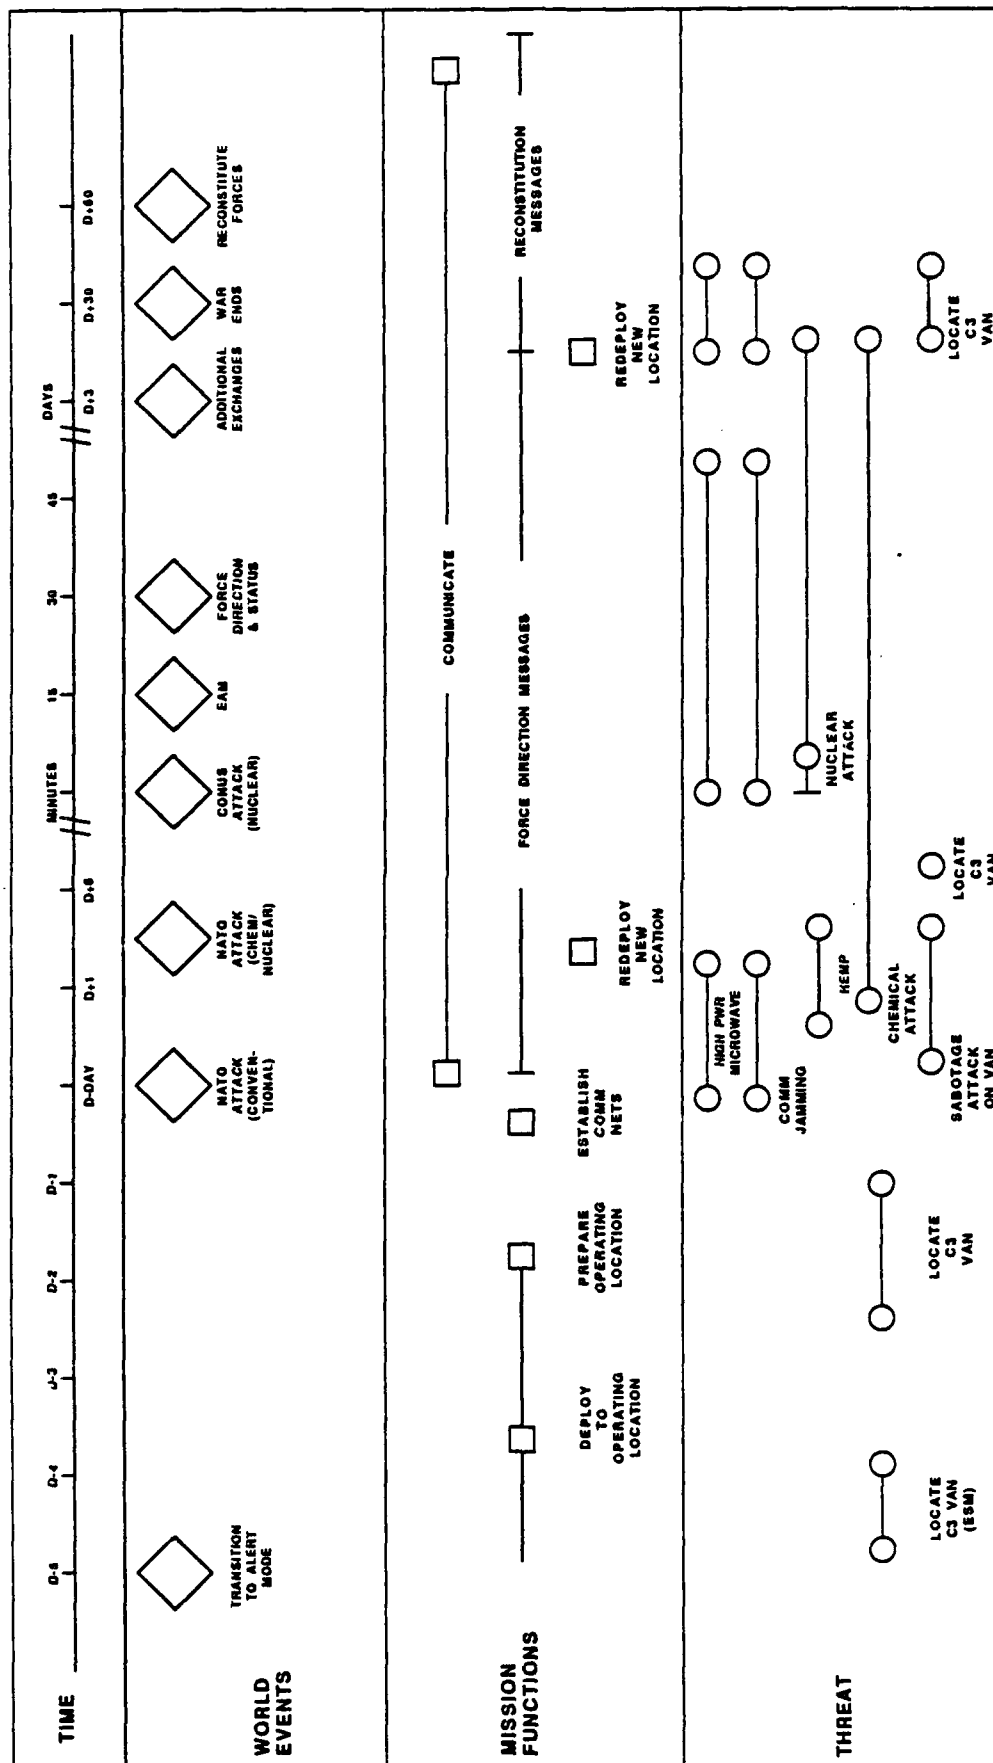 TIME
D-5
D-4
D-3
D-2
D-1
D-DAY
D+1
D+5
MINUTES
15
30
45
DAYS
D+3
D+30
D+60
WORLD
EVENTS
TRANSITION
TO ALERT
MODE
NATO
ATTACK
(CONVEN-
TIONAL)
NATO
ATTACK
(CHEM/
NUCLEAR)
CONUS
ATTACK
(NUCLEAR)
EAM
FORCE
DIRECTION
& STATUS
ADDITIONAL
EXCHANGES
WAR
ENDS
RECONSTITUTE
FORCES
MISSION
FUNCTIONS
COMMUNICATE
FORCE DIRECTION MESSAGES
RECONSTITUTION
MESSAGES
DEPLOY
TO
OPERATING
LOCATION
PREPARE
OPERATING
LOCATION
ESTABLISH
COMM
NETS
REDEPLOY
NEW
LOCATION
REDEPLOY
NEW
LOCATION
THREAT
HIGH PWR
MICROWAVE
COMM
JAMMING
HEMP
NUCLEAR
ATTACK
CHEMICAL
ATTACK
LOCATE
C3 VAN
(ESM)
LOCATE
C3
VAN
SABOTAGE
ATTACK
ON VAN
LOCATE
C3
VAN
LOCATE
C3
VAN